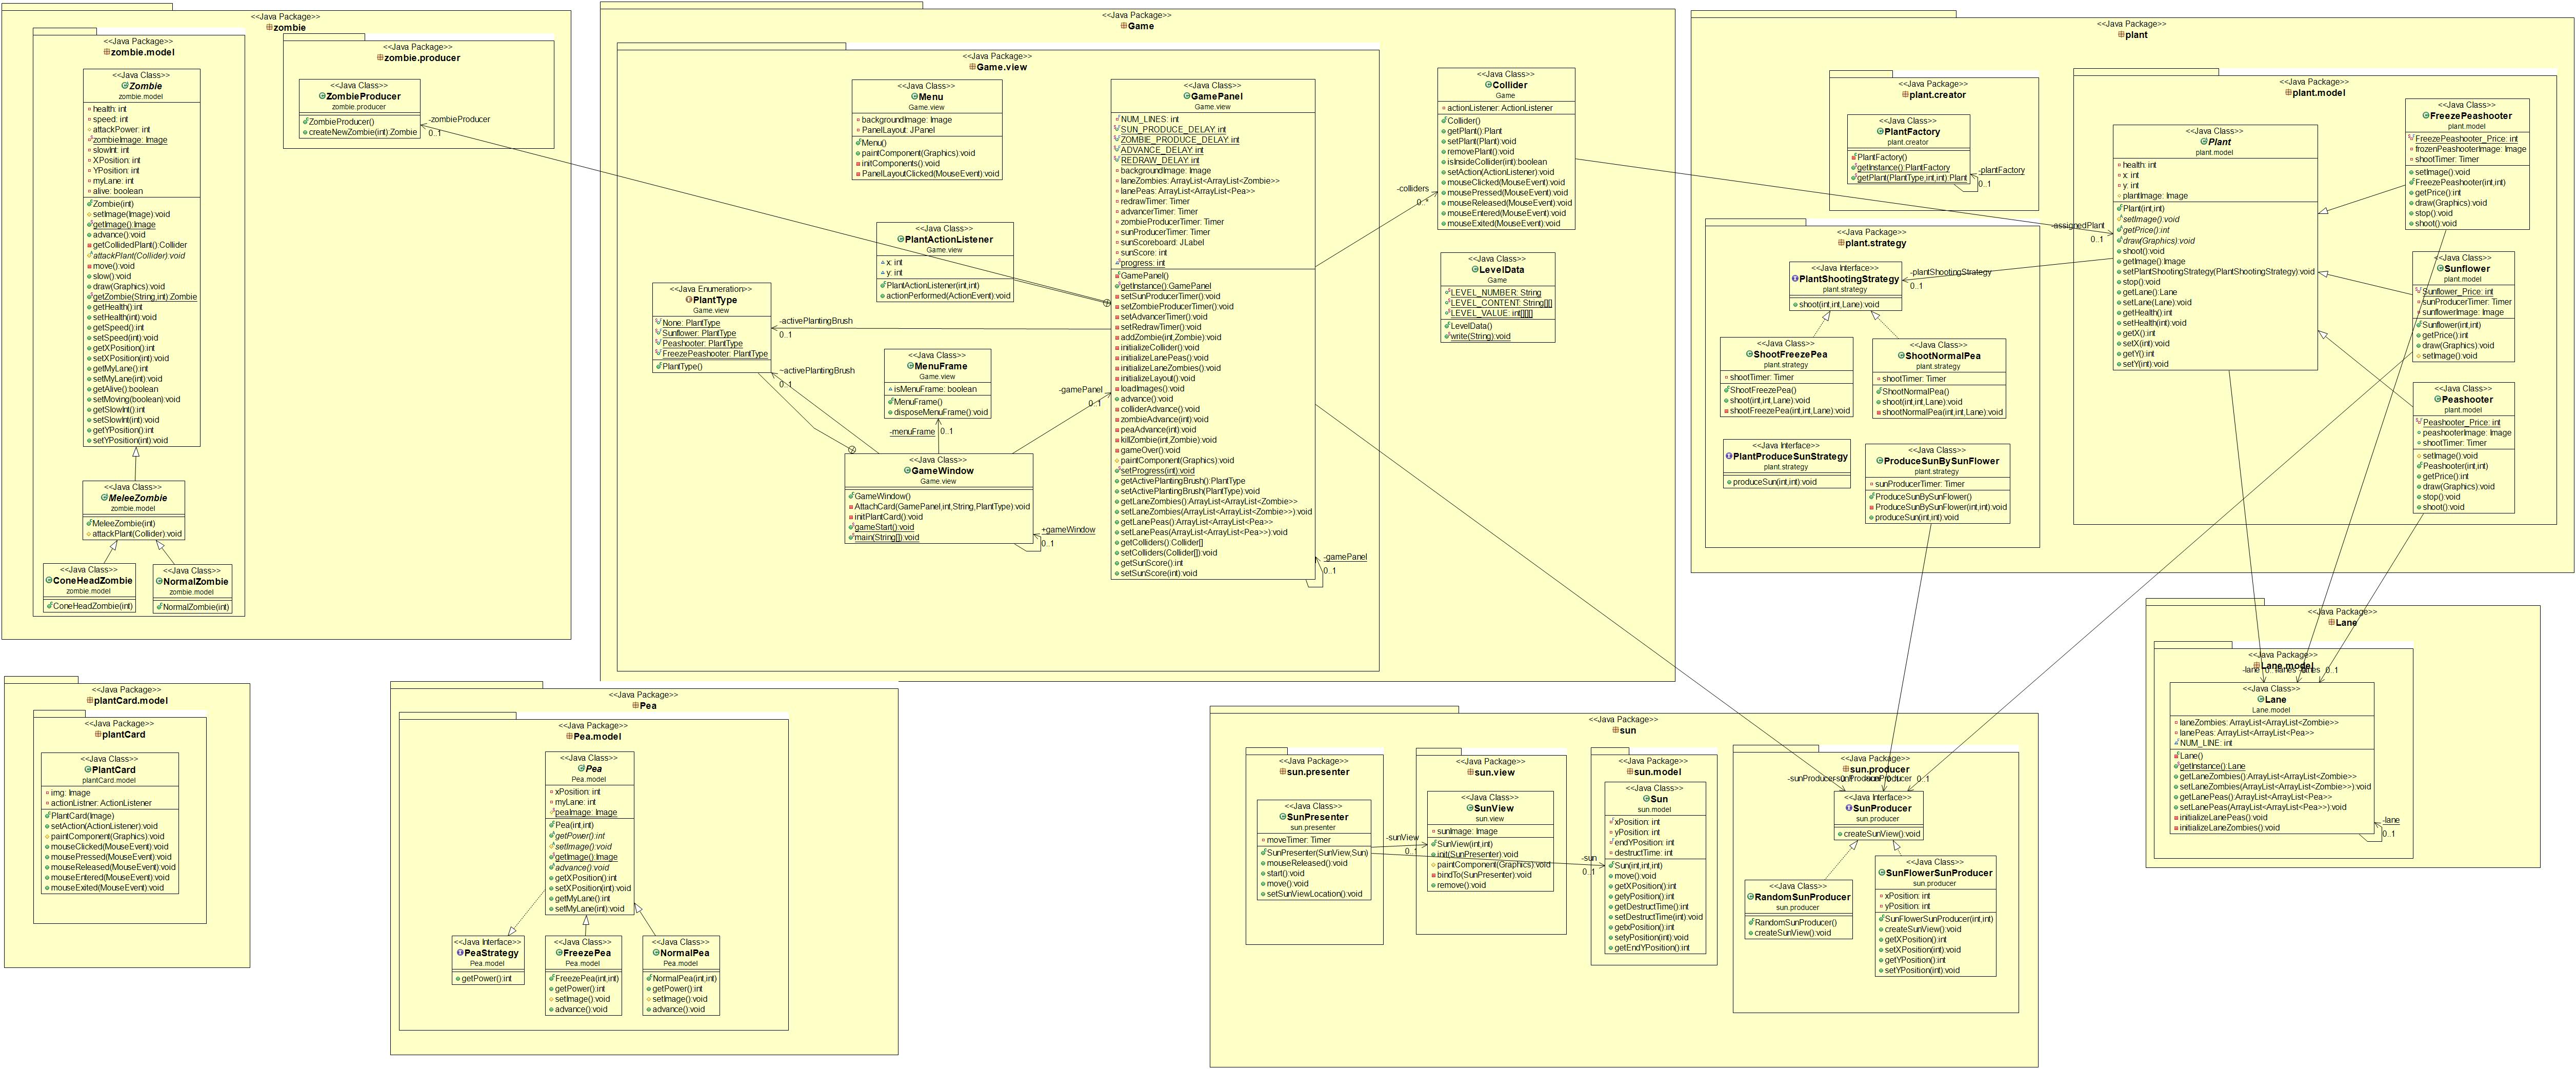 <<Java Package>>
zombie
<<Java Package>>
zombie.model
<<Java Class>>
Zombie
zombie.model
health: int
speed: int
attackPower: int
zombieImage: Image
slowInt: int
XPosition: int
YPosition: int
myLane: int
alive: boolean
Zombie(int)
setImage(Image):void
getImage():Image
advance():void
getCollidedPlant():Collider
attackPlant(Collider):void
move():void
slow():void
draw(Graphics):void
getZombie(String,int):Zombie
getHealth():int
setHealth(int):void
getSpeed():int
setSpeed(int):void
getXPosition():int
setXPosition(int):void
getMyLane():int
setMyLane(int):void
getAlive():boolean
setMoving(boolean):void
getSlowInt():int
setSlowInt(int):void
getYPosition():int
setYPosition(int):void
<<Java Class>>
MeleeZombie
zombie.model
MeleeZombie(int)
attackPlant(Collider):void
<<Java Class>>
ConeHeadZombie
zombie.model
ConeHeadZombie(int)
<<Java Class>>
NormalZombie
zombie.model
NormalZombie(int)
<<Java Package>>
zombie.producer
<<Java Class>>
ZombieProducer
zombie.producer
ZombieProducer()
createNewZombie(int):Zombie
-zombieProducer
0..1
<<Java Package>>
Game
<<Java Package>>
Game.view
<<Java Class>>
Menu
Game.view
backgroundImage: Image
PanelLayout: JPanel
Menu()
paintComponent(Graphics):void
initComponents():void
PanelLayoutClicked(MouseEvent):void
<<Java Class>>
PlantActionListener
Game.view
x: int
y: int
PlantActionListener(int,int)
actionPerformed(ActionEvent):void
<<Java Enumeration>>
PlantType
Game.view
None: PlantType
Sunflower: PlantType
Peashooter: PlantType
FreezePeashooter: PlantType
PlantType()
-activePlantingBrush
0..1
~activePlantingBrush
0..1
<<Java Class>>
MenuFrame
Game.view
isMenuFrame: boolean
MenuFrame()
disposeMenuFrame():void
-menuFrame
0..1
<<Java Class>>
GameWindow
Game.view
GameWindow()
AttachCard(GamePanel,int,String,PlantType):void
initPlantCard():void
gameStart():void
main(String[]):void
+gameWindow
0..1
-gamePanel
0..1
<<Java Class>>
GamePanel
Game.view
NUM_LINES: int
SUN_PRODUCE_DELAY: int
ZOMBIE_PRODUCE_DELAY: int
ADVANCE_DELAY: int
REDRAW_DELAY: int
backgroundImage: Image
laneZombies: ArrayList<ArrayList<Zombie>>
lanePeas: ArrayList<ArrayList<Pea>>
redrawTimer: Timer
advancerTimer: Timer
zombieProducerTimer: Timer
sunProducerTimer: Timer
sunScoreboard: JLabel
sunScore: int
progress: int
GamePanel()
getInstance():GamePanel
setSunProducerTimer():void
setZombieProducerTimer():void
setAdvancerTimer():void
setRedrawTimer():void
addZombie(int,Zombie):void
initializeCollider():void
initializeLanePeas():void
initializeLaneZombies():void
initializeLayout():void
loadImages():void
advance():void
colliderAdvance():void
zombieAdvance(int):void
peaAdvance(int):void
killZombie(int,Zombie):void
gameOver():void
paintComponent(Graphics):void
setProgress(int):void
getActivePlantingBrush():PlantType
setActivePlantingBrush(PlantType):void
getLaneZombies():ArrayList<ArrayList<Zombie>>
setLaneZombies(ArrayList<ArrayList<Zombie>>):void
getLanePeas():ArrayList<ArrayList<Pea>>
setLanePeas(ArrayList<ArrayList<Pea>>):void
getColliders():Collider[]
setColliders(Collider[]):void
getSunScore():int
setSunScore(int):void
-gamePanel
0..1
-colliders
0..*
<<Java Class>>
Collider
Game
actionListener: ActionListener
Collider()
getPlant():Plant
setPlant(Plant):void
removePlant():void
isInsideCollider(int):boolean
setAction(ActionListener):void
mouseClicked(MouseEvent):void
mousePressed(MouseEvent):void
mouseReleased(MouseEvent):void
mouseEntered(MouseEvent):void
mouseExited(MouseEvent):void
<<Java Class>>
LevelData
Game
LEVEL_NUMBER: String
LEVEL_CONTENT: String[][]
LEVEL_VALUE: int[][][]
LevelData()
write(String):void
<<Java Package>>
plant
<<Java Package>>
plant.creator
<<Java Class>>
PlantFactory
plant.creator
PlantFactory()
getInstance():PlantFactory
getPlant(PlantType,int,int):Plant
-plantFactory
0..1
<<Java Package>>
plant.strategy
<<Java Interface>>
PlantShootingStrategy
plant.strategy
shoot(int,int,Lane):void
-plantShootingStrategy
0..1
<<Java Class>>
ShootFreezePea
plant.strategy
shootTimer: Timer
ShootFreezePea()
shoot(int,int,Lane):void
shootFreezePea(int,int,Lane):void
<<Java Class>>
ShootNormalPea
plant.strategy
shootTimer: Timer
ShootNormalPea()
shoot(int,int,Lane):void
shootNormalPea(int,int,Lane):void
<<Java Interface>>
PlantProduceSunStrategy
plant.strategy
produceSun(int,int):void
<<Java Class>>
ProduceSunBySunFlower
plant.strategy
sunProducerTimer: Timer
ProduceSunBySunFlower()
ProduceSunBySunFlower(int,int):void
produceSun(int,int):void
<<Java Package>>
plant.model
<<Java Class>>
Plant
plant.model
health: int
x: int
y: int
plantImage: Image
Plant(int,int)
setImage():void
getPrice():int
draw(Graphics):void
shoot():void
getImage():Image
setPlantShootingStrategy(PlantShootingStrategy):void
stop():void
getLane():Lane
setLane(Lane):void
getHealth():int
setHealth(int):void
getX():int
setX(int):void
getY():int
setY(int):void
-assignedPlant
0..1
<<Java Class>>
FreezePeashooter
plant.model
FreezePeashooter_Price: int
frozenPeashooterImage: Image
shootTimer: Timer
setImage():void
FreezePeashooter(int,int)
getPrice():int
draw(Graphics):void
stop():void
shoot():void
<<Java Class>>
Sunflower
plant.model
Sunflower_Price: int
sunProducerTimer: Timer
sunflowerImage: Image
Sunflower(int,int)
getPrice():int
draw(Graphics):void
setImage():void
<<Java Class>>
Peashooter
plant.model
Peashooter_Price: int
peashooterImage: Image
shootTimer: Timer
setImage():void
Peashooter(int,int)
getPrice():int
draw(Graphics):void
stop():void
shoot():void
<<Java Package>>
Lane
<<Java Package>>
Lane.model
-lane
0..1
<<Java Class>>
Lane
Lane.model
laneZombies: ArrayList<ArrayList<Zombie>>
lanePeas: ArrayList<ArrayList<Pea>>
NUM_LINE: int
Lane()
getInstance():Lane
getLaneZombies():ArrayList<ArrayList<Zombie>>
setLaneZombies(ArrayList<ArrayList<Zombie>>):void
getLanePeas():ArrayList<ArrayList<Pea>>
setLanePeas(ArrayList<ArrayList<Pea>>):void
initializeLanePeas():void
initializeLaneZombies():void
-lane
0..1
<<Java Package>>
plantCard.model
<<Java Package>>
plantCard
<<Java Class>>
PlantCard
plantCard.model
img: Image
actionListner: ActionListener
PlantCard(Image)
setAction(ActionListener):void
paintComponent(Graphics):void
mouseClicked(MouseEvent):void
mousePressed(MouseEvent):void
mouseReleased(MouseEvent):void
mouseEntered(MouseEvent):void
mouseExited(MouseEvent):void
<<Java Package>>
Pea
<<Java Package>>
Pea.model
<<Java Class>>
Pea
Pea.model
xPosition: int
myLane: int
peaImage: Image
Pea(int,int)
getPower():int
setImage():void
getImage():Image
advance():void
getXPosition():int
setXPosition(int):void
getMyLane():int
setMyLane(int):void
<<Java Interface>>
PeaStrategy
Pea.model
getPower():int
<<Java Class>>
FreezePea
Pea.model
FreezePea(int,int)
getPower():int
setImage():void
advance():void
<<Java Class>>
NormalPea
Pea.model
NormalPea(int,int)
getPower():int
setImage():void
advance():void
<<Java Package>>
sun
<<Java Package>>
sun.presenter
<<Java Class>>
SunPresenter
sun.presenter
moveTimer: Timer
SunPresenter(SunView,Sun)
mouseReleased():void
start():void
move():void
setSunViewLocation():void
-sunView
0..1
<<Java Package>>
sun.view
<<Java Class>>
SunView
sun.view
sunImage: Image
SunView(int,int)
init(SunPresenter):void
paintComponent(Graphics):void
bindTo(SunPresenter):void
remove():void
-sun
0..1
<<Java Package>>
sun.model
<<Java Class>>
Sun
sun.model
xPosition: int
yPosition: int
endYPosition: int
destructTime: int
Sun(int,int,int)
move():void
getXPosition():int
getyPosition():int
getDestructTime():int
setDestructTime(int):void
getxPosition():int
setyPosition(int):void
getEndYPosition():int
<<Java Package>>
sun.producer
-sunProducer
0..1
<<Java Interface>>
SunProducer
sun.producer
createSunView():void
<<Java Class>>
RandomSunProducer
sun.producer
RandomSunProducer()
createSunView():void
<<Java Class>>
SunFlowerSunProducer
sun.producer
xPosition: int
yPosition: int
SunFlowerSunProducer(int,int)
createSunView():void
getXPosition():int
setXPosition(int):void
getYPosition():int
setYPosition(int):void